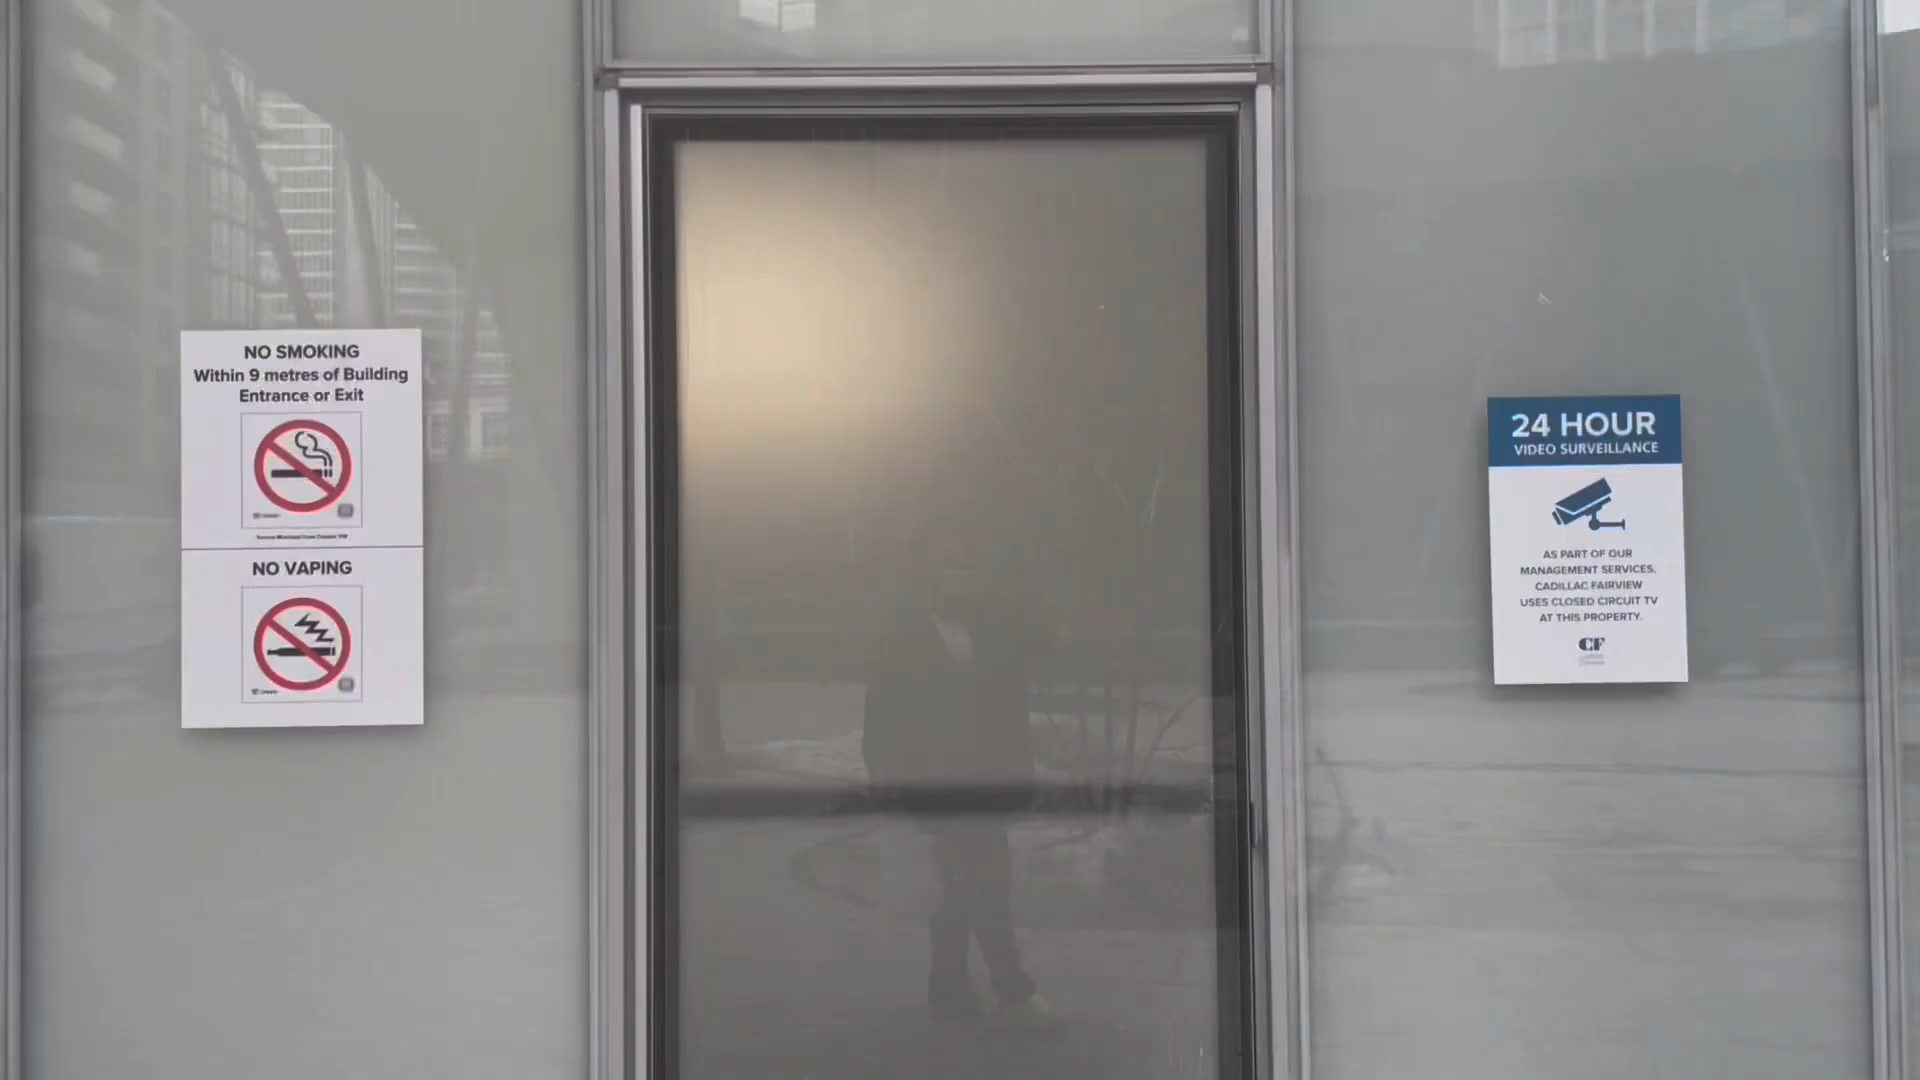 NO SMOKING
Within 9 metres of Building
Entrance or Exit
NO VAPING
24 HOUR
VIDEO SURVEILLANCE
AS PART OF OUR
MANAGEMENT SERVICES,
CADILLAC FAIRVIEW
USES CLOSED CIRCUIT TV
AT THIS PROPERTY.
CF